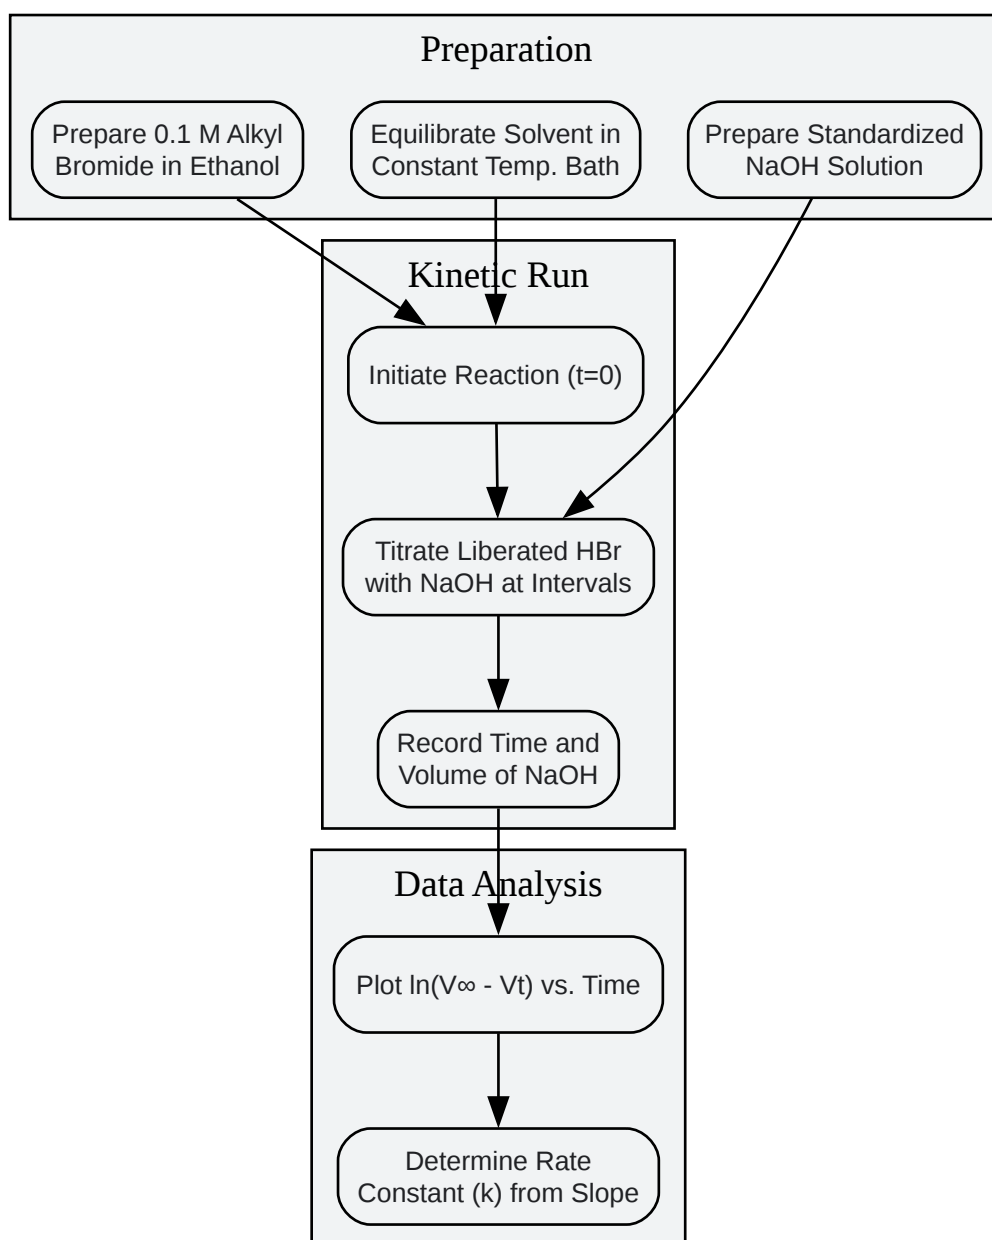 Preparation
Prepare 0.1 M Alkyl
Bromide in Ethanol
Equilibrate Solvent in
Constant Temp. Bath
Prepare Standardized
NaOH Solution
Kinetic Run
Initiate Reaction (t=0)
Titrate Liberated HBr
with NaOH at Intervals
Record Time and
Volume of NaOH
Data Analysis
Plot ln(V∞ - Vt) vs. Time
Determine Rate
Constant (k) from Slope